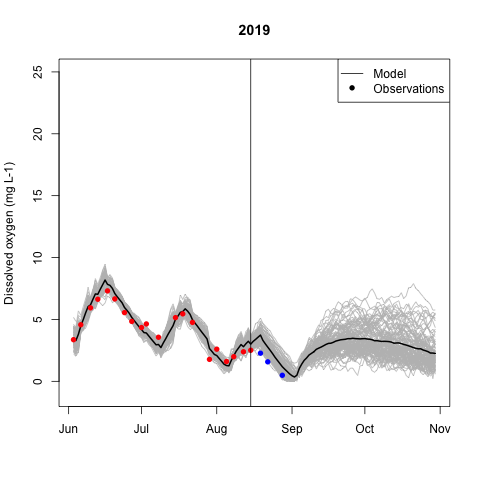 2019
Model
Observations
Dissolved oxygen (mg L-1)
25
20
15
10
5
0
Jun Jul Aug Sep Oct Nov